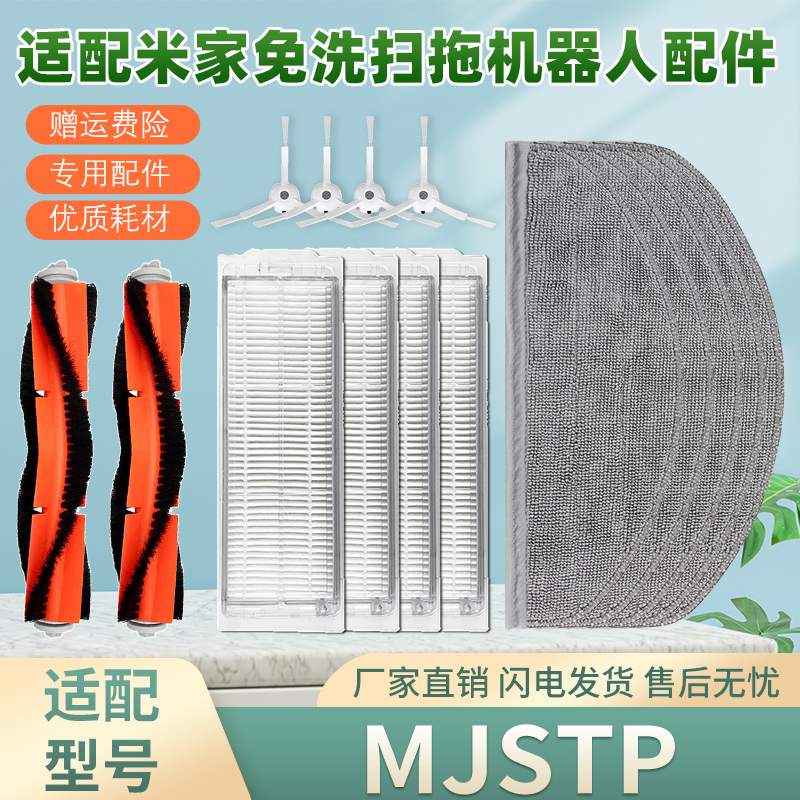 适配米家免洗扫拖机器人配件
赠运费险
专用配件
优质耗材
适配
型号
厂家直销 闪电发货 售后无忧
MJSTP